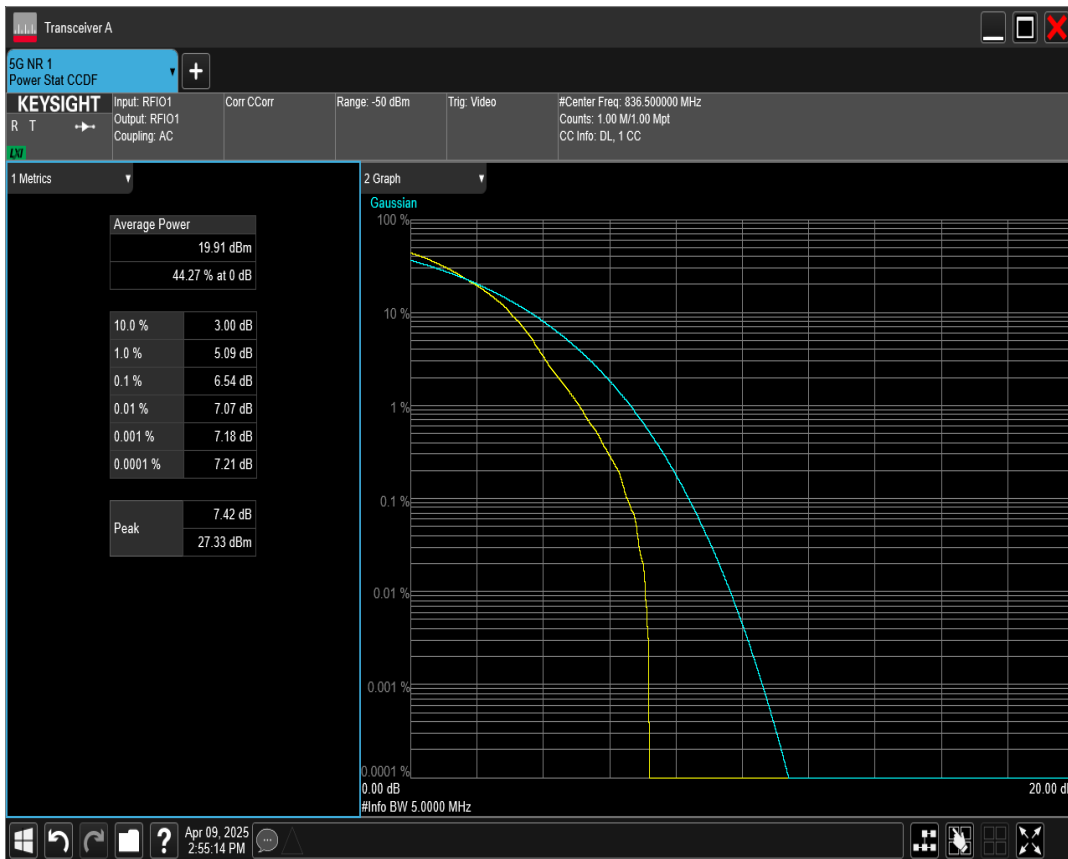 Transceiver A
5G NR 1
Power Stat CCDF
KEYSIGHT
R T
LXI
Input: RFIO1
Output: RFIO1
Coupling: AC
Corr CCorr
Range: -50 dBm
Trig: Video
#Center Freq: 836.500000 MHz
Counts: 1.00 M/1.00 Mpt
CC Info: DL, 1 CC
1 Metrics
Average Power
19.91 dBm
44.27 % at 0 dB
10.0 % 3.00 dB
1.0 % 5.09 dB
0.1 % 6.54 dB
0.01 % 7.07 dB
0.001 % 7.18 dB
0.0001 % 7.21 dB
Peak
7.42 dB
27.33 dBm
2 Graph
Gaussian
100 %
10 %
1 %
0.1 %
0.01 %
0.001 %
0.0001 %
0.00 dB
20.00 d
#Info BW 5.0000 MHz
?
Apr 09, 2025
2:55:14 PM